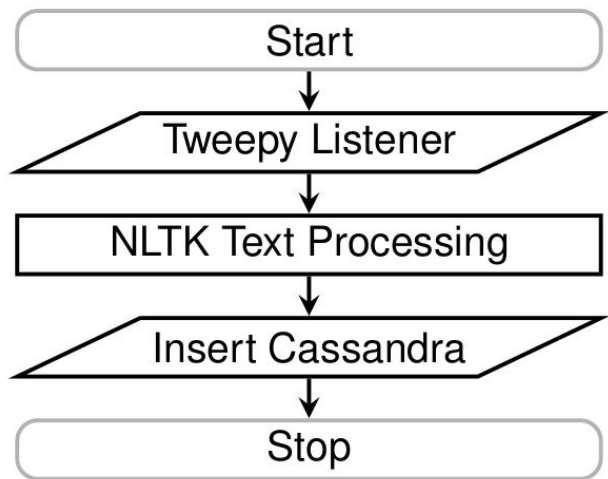 Start
Tweepy Listener
NLTK Text Processing
Insert Cassandra
Stop